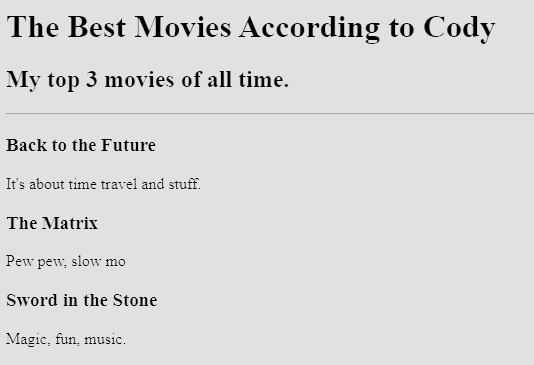 The Best Movies According to Cody
My top 3 movies of all time.
Back to the Future
It's about time travel and stuff.
The Matrix
Pew pew, slow mo
Sword in the Stone
Magic, fun, music.